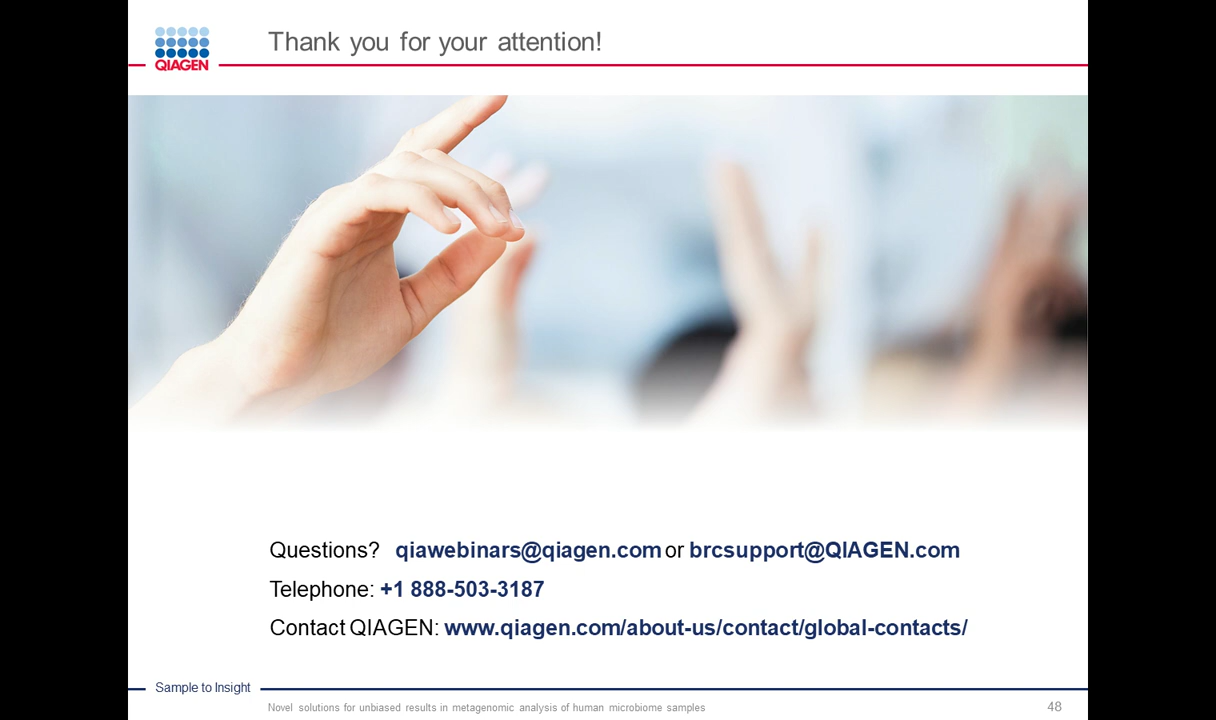 QIAGEN
Thank you for your attention!
Questions? qiawebinars@qiagen.com or brcsupport@QIAGEN.com
Telephone: +1 888-503-3187
Contact QIAGEN: www.qiagen.com/about-us/contact/global-contacts/
Sample to Insight
Novel solutions for unbiased results in metagenomic analysis of human microbiome samples
48